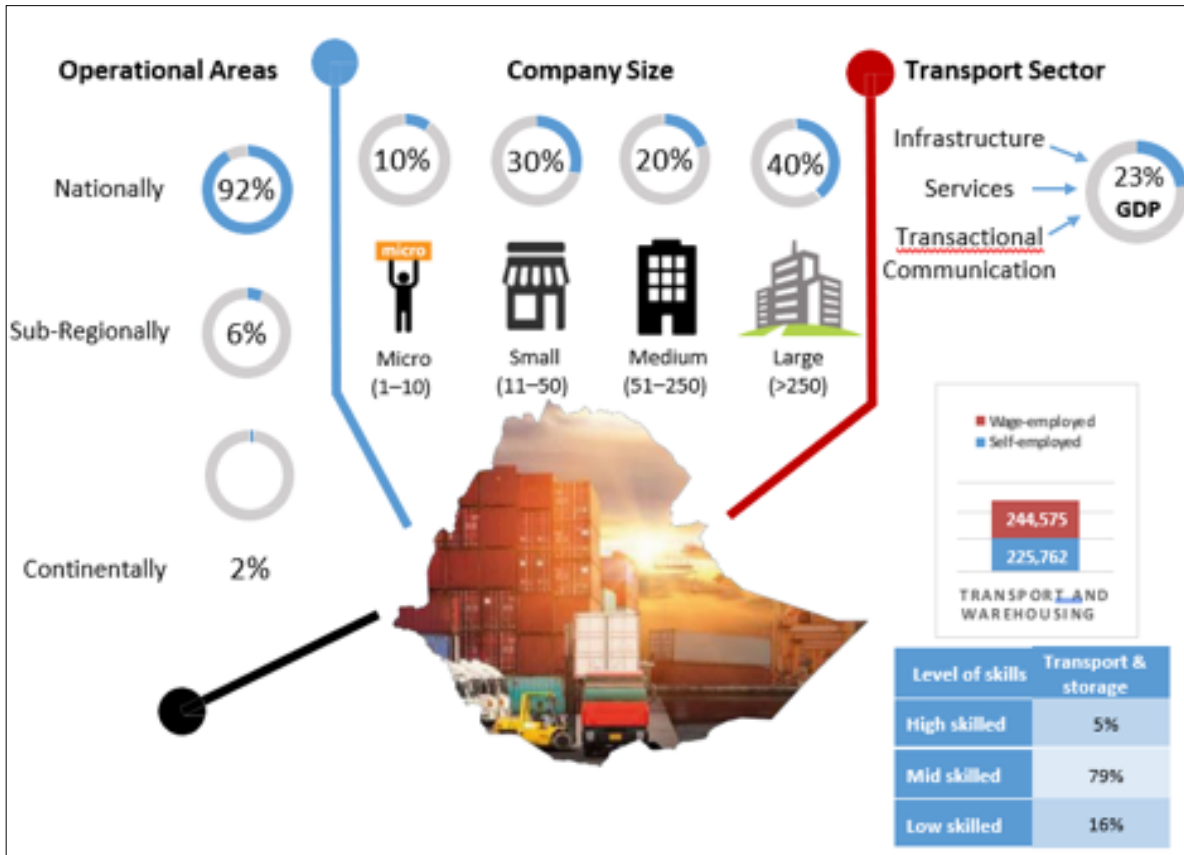 Operational Areas
Nationally
92%
Sub-Regionally
6%
Continentally
2%
Company Size
10%
30%
20%
40%
micro
Micro
(1–10)
Small
(11–50)
Medium
(51–250)
Large
(>250)
Transport Sector
Infrastructure
Services
Transactional
Communication
23%
GDP
Wage-employed
Self-employed
244,575
225,762
TRANSPORT AND
WAREHOUSING
Level of skills Transport &
storage
High skilled 5%
Mid skilled 79%
Low skilled 16%